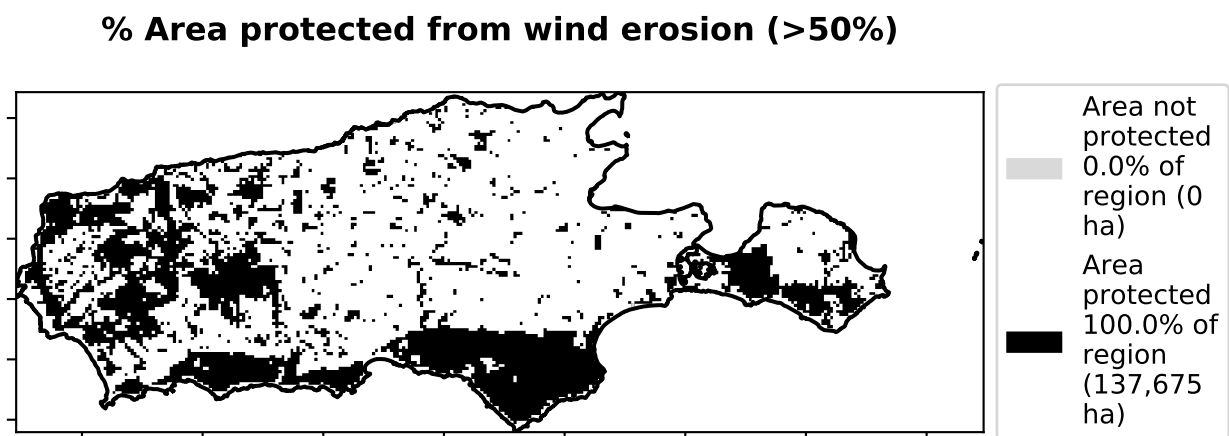 % Area protected from wind erosion (>50%)
Area not
protected
0.0% of
region (0
ha)
Area
protected
100.0% of
region
(137,675
ha)